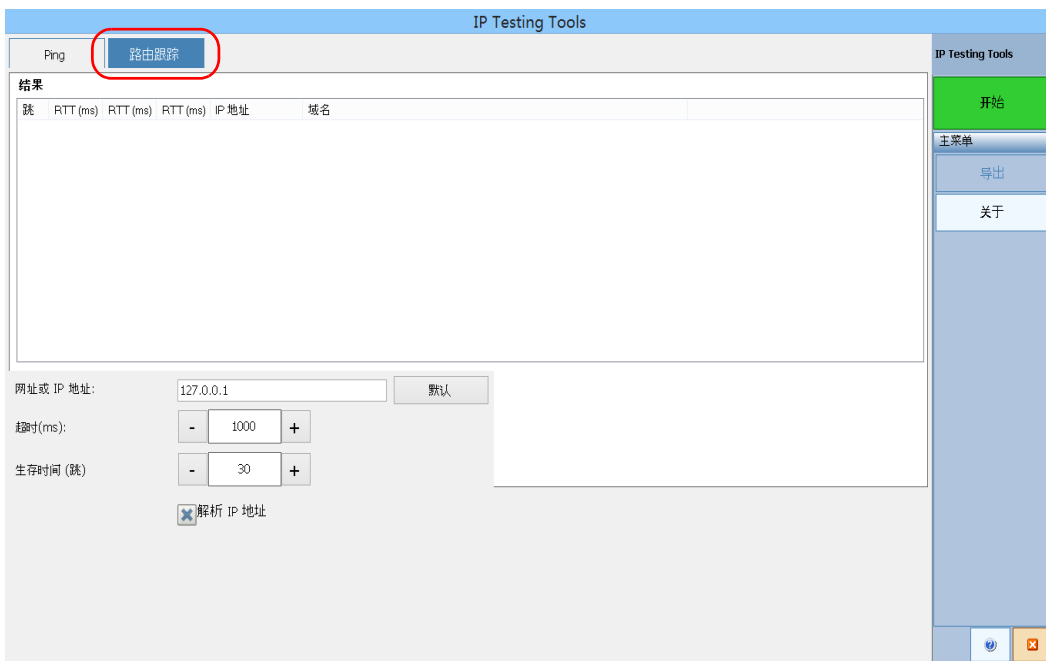 IP Testing Tools
Ping
路由跟踪
结果
跳 RTT (ms) RTT (ms) RTT (ms) IP 地址 域名
网址或 IP 地址:
127.0.0.1
默认
超时(ms):
- 1000 +
生存时间 (跳)
- 30 +
解析 IP 地址
IP Testing Tools
开始
主菜单
导出
关于